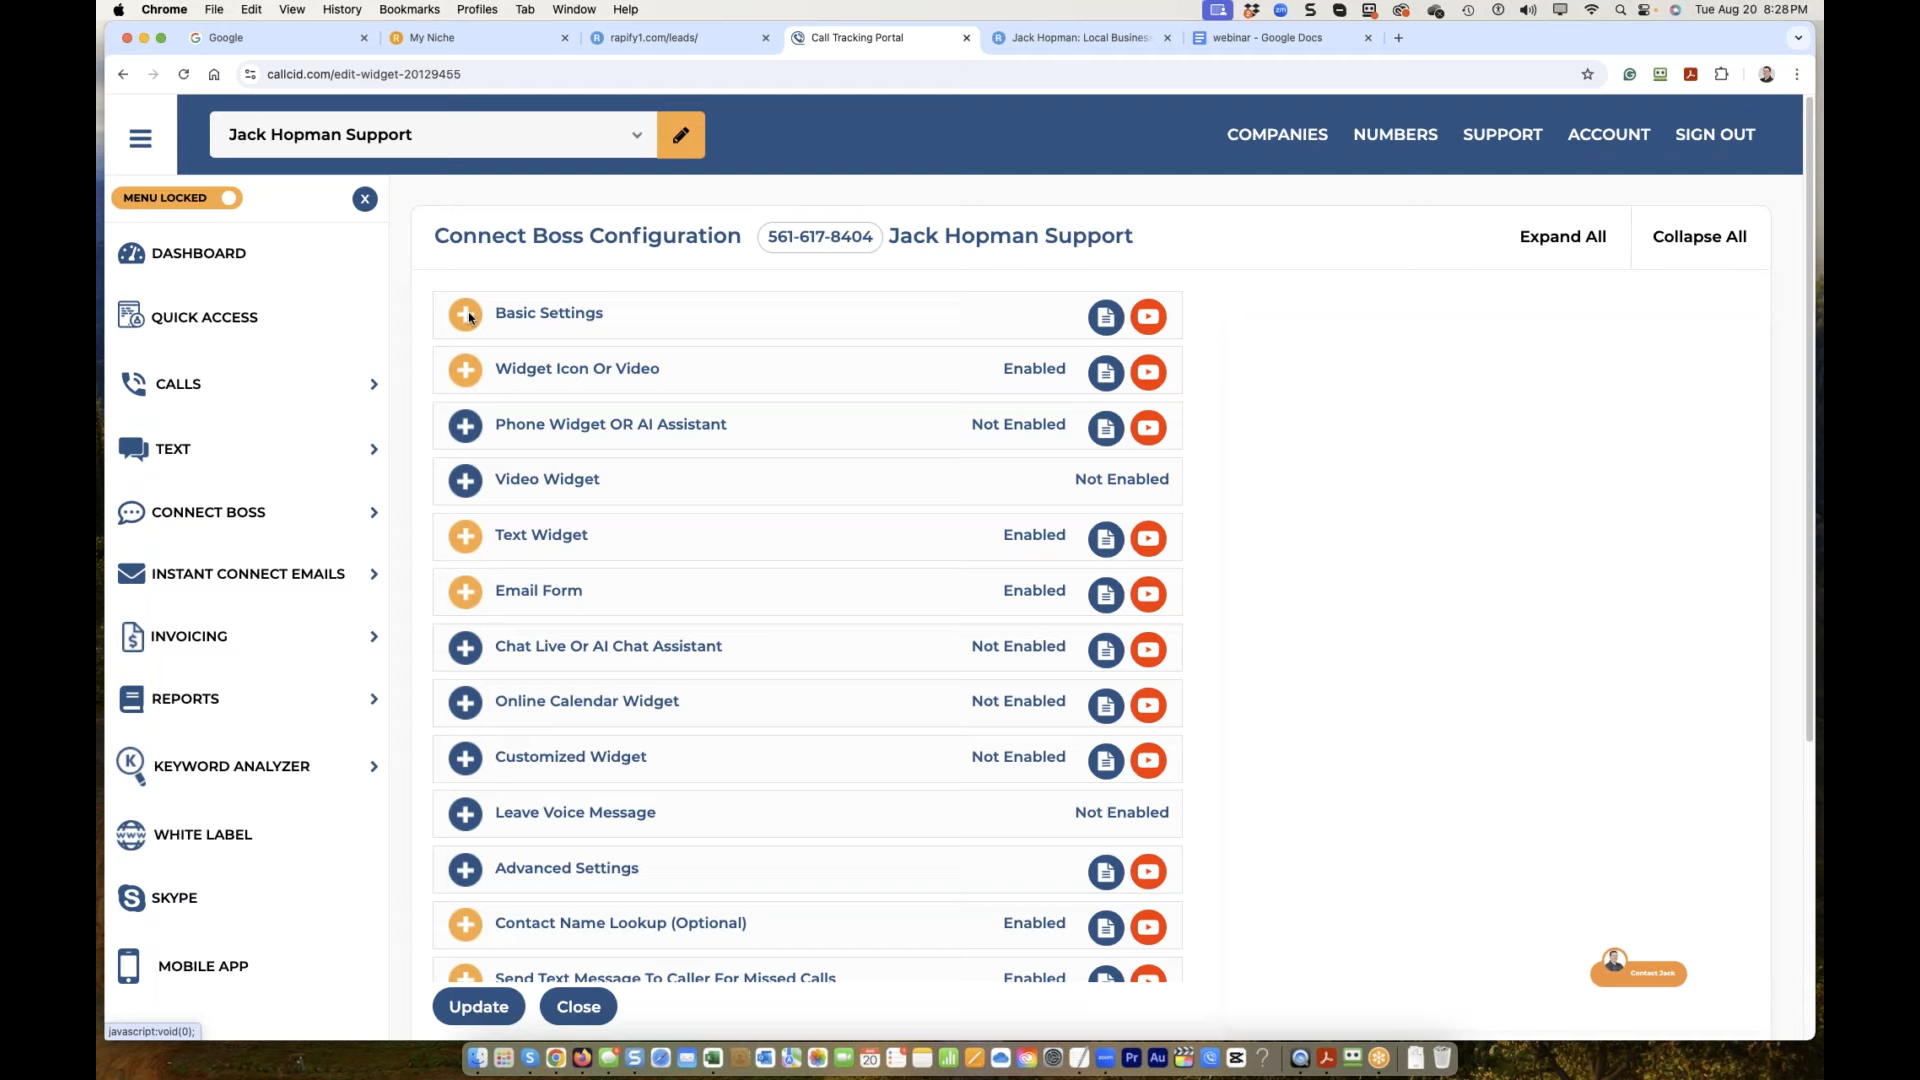 Chrome File Edit View History Bookmarks Profiles Tab Window Help
Tue Aug 20 8:28 PM
Google
My Niche
rapify1.com/leads/
Call Tracking Portal
Jack Hopman: Local Busines
webinar - Google Docs
callcid.com/edit-widget-20129455
Jack Hopman Support
COMPANIES NUMBERS SUPPORT ACCOUNT SIGN OUT
MENU LOCKED
X
DASHBOARD
QUICK ACCESS
CALLS
TEXT
CONNECT BOSS
INSTANT CONNECT EMAILS
INVOICING
REPORTS
KEYWORD ANALYZER
WHITE LABEL
SKYPE
MOBILE APP
javascript:void(0);
Connect Boss Configuration 561-617-8404 Jack Hopman Support
Expand All
Collapse All
Basic Settings
Widget Icon Or Video Enabled
Phone Widget OR AI Assistant Not Enabled
Video Widget Not Enabled
Text Widget Enabled
Email Form Enabled
Chat Live Or AI Chat Assistant Not Enabled
Online Calendar Widget Not Enabled
Customized Widget Not Enabled
Leave Voice Message Not Enabled
Advanced Settings
Contact Name Lookup (Optional) Enabled
Send Text Message To Caller For Missed Calls Enabled
Update
Close
Contact Jack